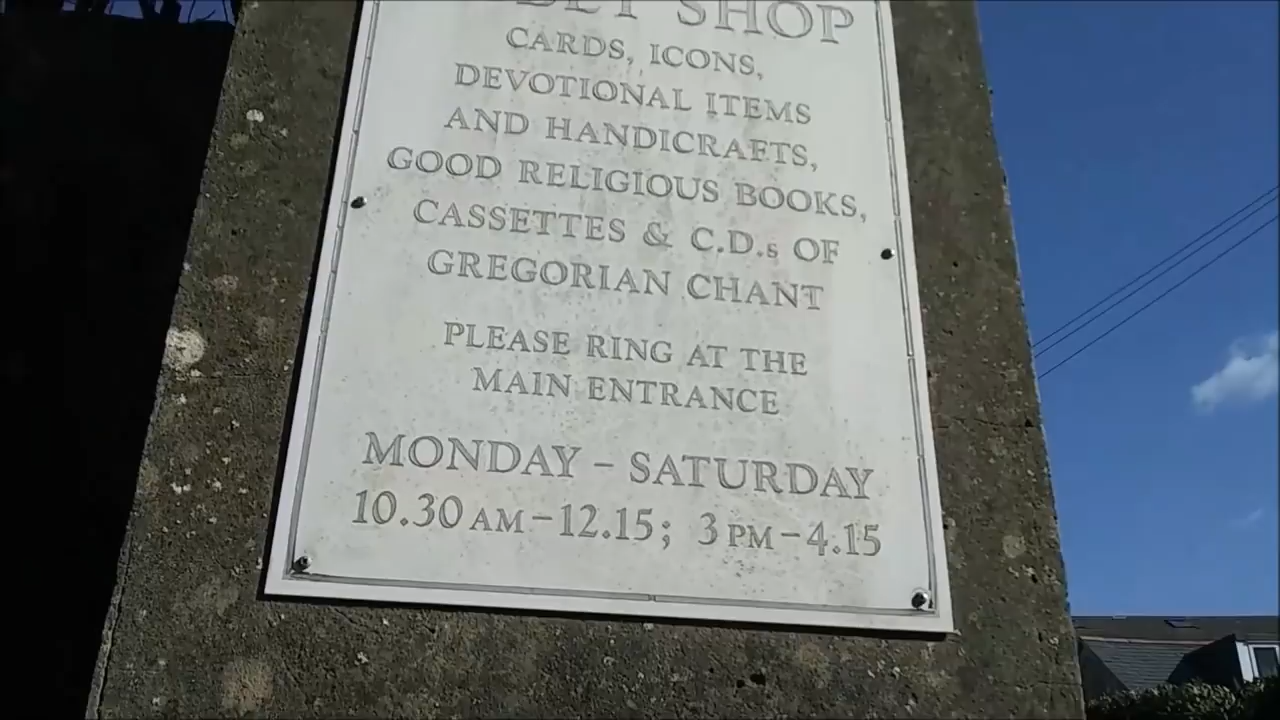 SHOP
CARDS, ICONS,
DEVOTIONAL ITEMS
AND HANDICRAFTS,
GOOD RELIGIOUS BOOKS,
CASSETTES & C.D.s OF
GREGORIAN CHANT
PLEASE RING AT THE
MAIN ENTRANCE
MONDAY – SATURDAY
10.30 AM – 12.15; 3 PM – 4.15